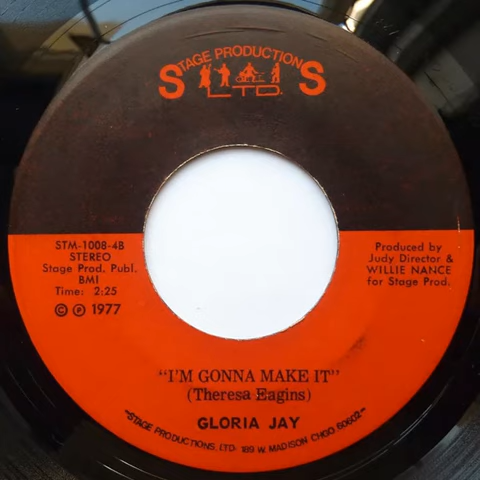 STAGE PRODUCTIONS
LTD.
STM-1008-4B
STEREO
Stage Prod. Publ.
BMI
Time: 2:25
© ℗ 1977
Produced by
Judy Director &
WILLIE NANCE
for Stage Prod.
"I'M GONNA MAKE IT"
(Theresa Eagins)
GLORIA JAY
-STAGE PRODUCTIONS, LTD· 189 W. MADISON CHGO 60602-